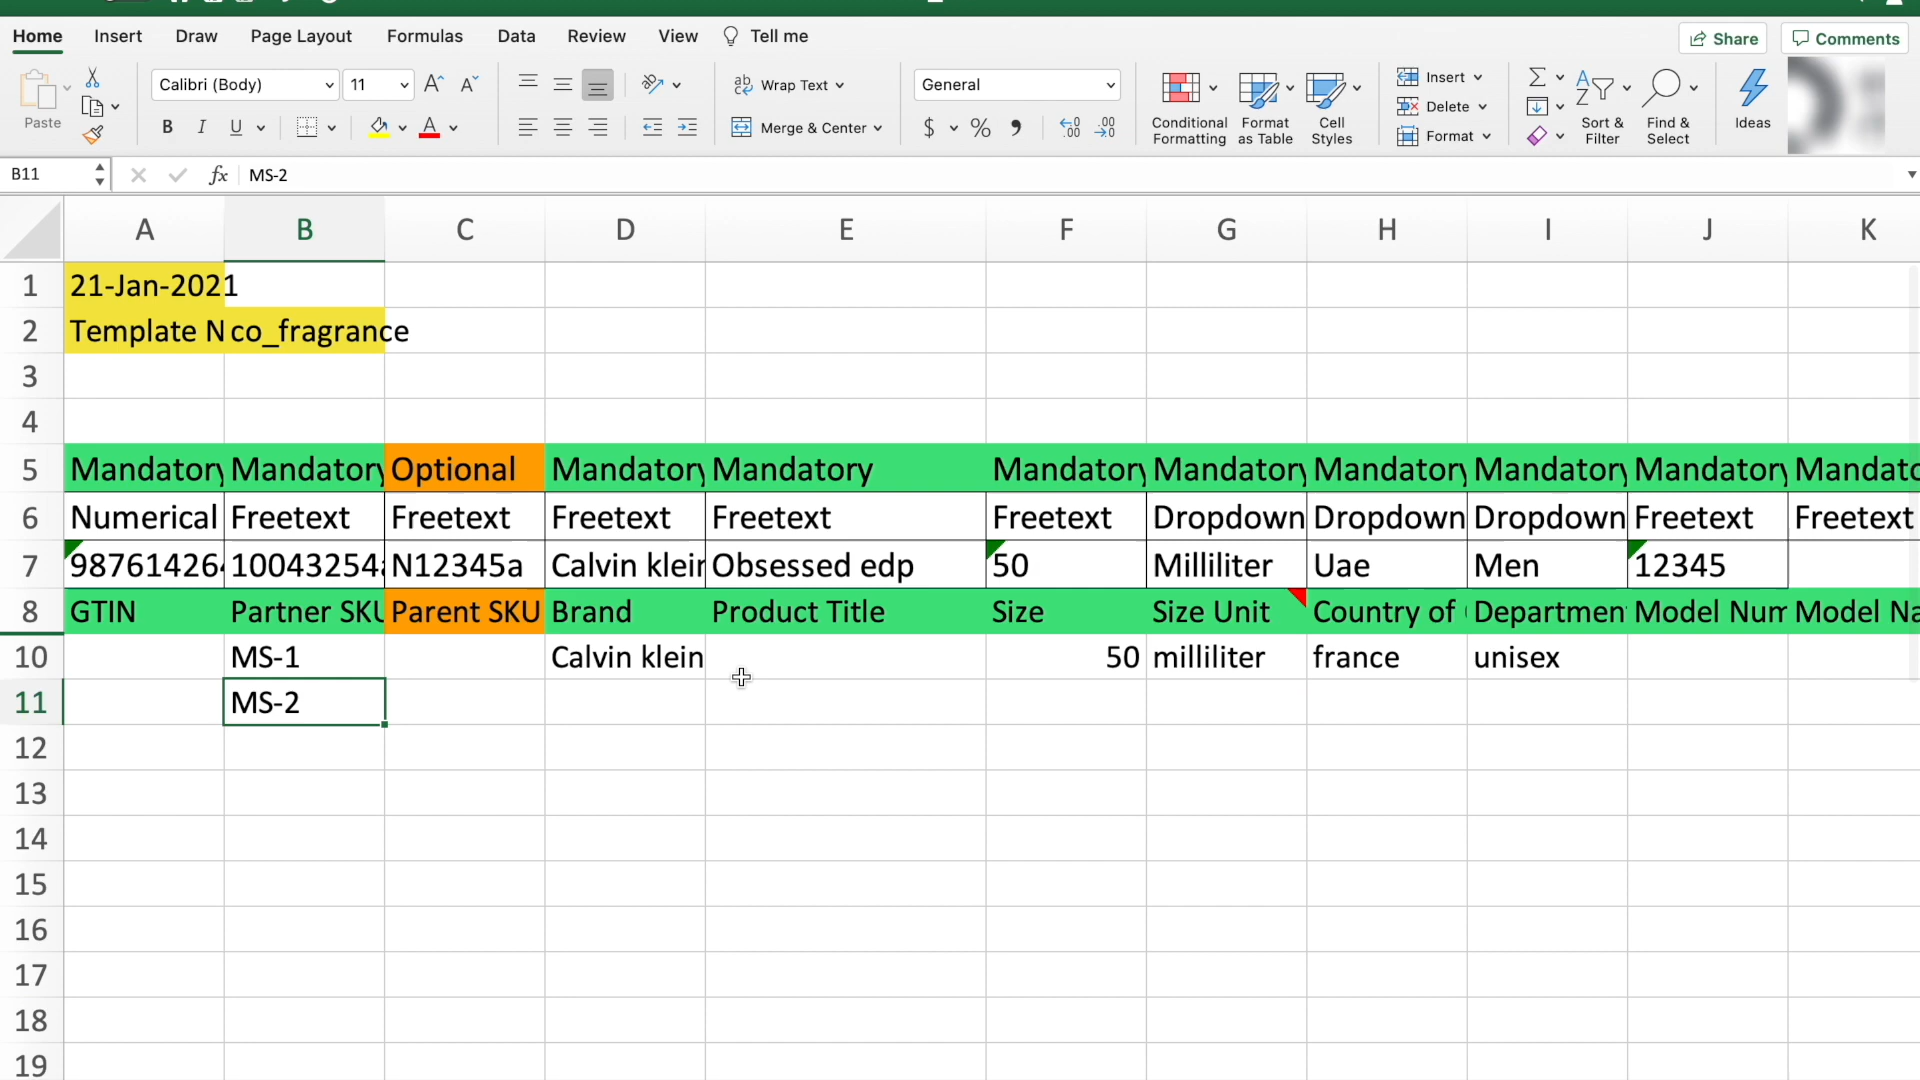 Home Insert Draw Page Layout Formulas Data Review View Tell me Share Comments
Paste Calibri (Body) 11 Wrap Text General Insert
B I U A Merge & Center $ % Conditional Formatting Format as Table Cell Styles Delete Format Sort & Filter Find & Select Ideas
B11 fx MS-2
A B C D E F G H I J K
1 21-Jan-2021
2 Template N co_fragrance
3
4
5 Mandatory Mandatory Optional Mandatory Mandatory Mandatory Mandatory Mandatory Mandatory Mandatory Mandato
6 Numerical Freetext Freetext Freetext Freetext Freetext Dropdown Dropdown Dropdown Freetext Freetext
7 98761426 10043254 N12345a Calvin klein Obsessed edp 50 Milliliter Uae Men 12345
8 GTIN Partner SKU Parent SKU Brand Product Title Size Size Unit Country of Departmen Model Num Model Na
10 MS-1 Calvin klein 50 milliliter france unisex
11 MS-2
12
13
14
15
16
17
18
19